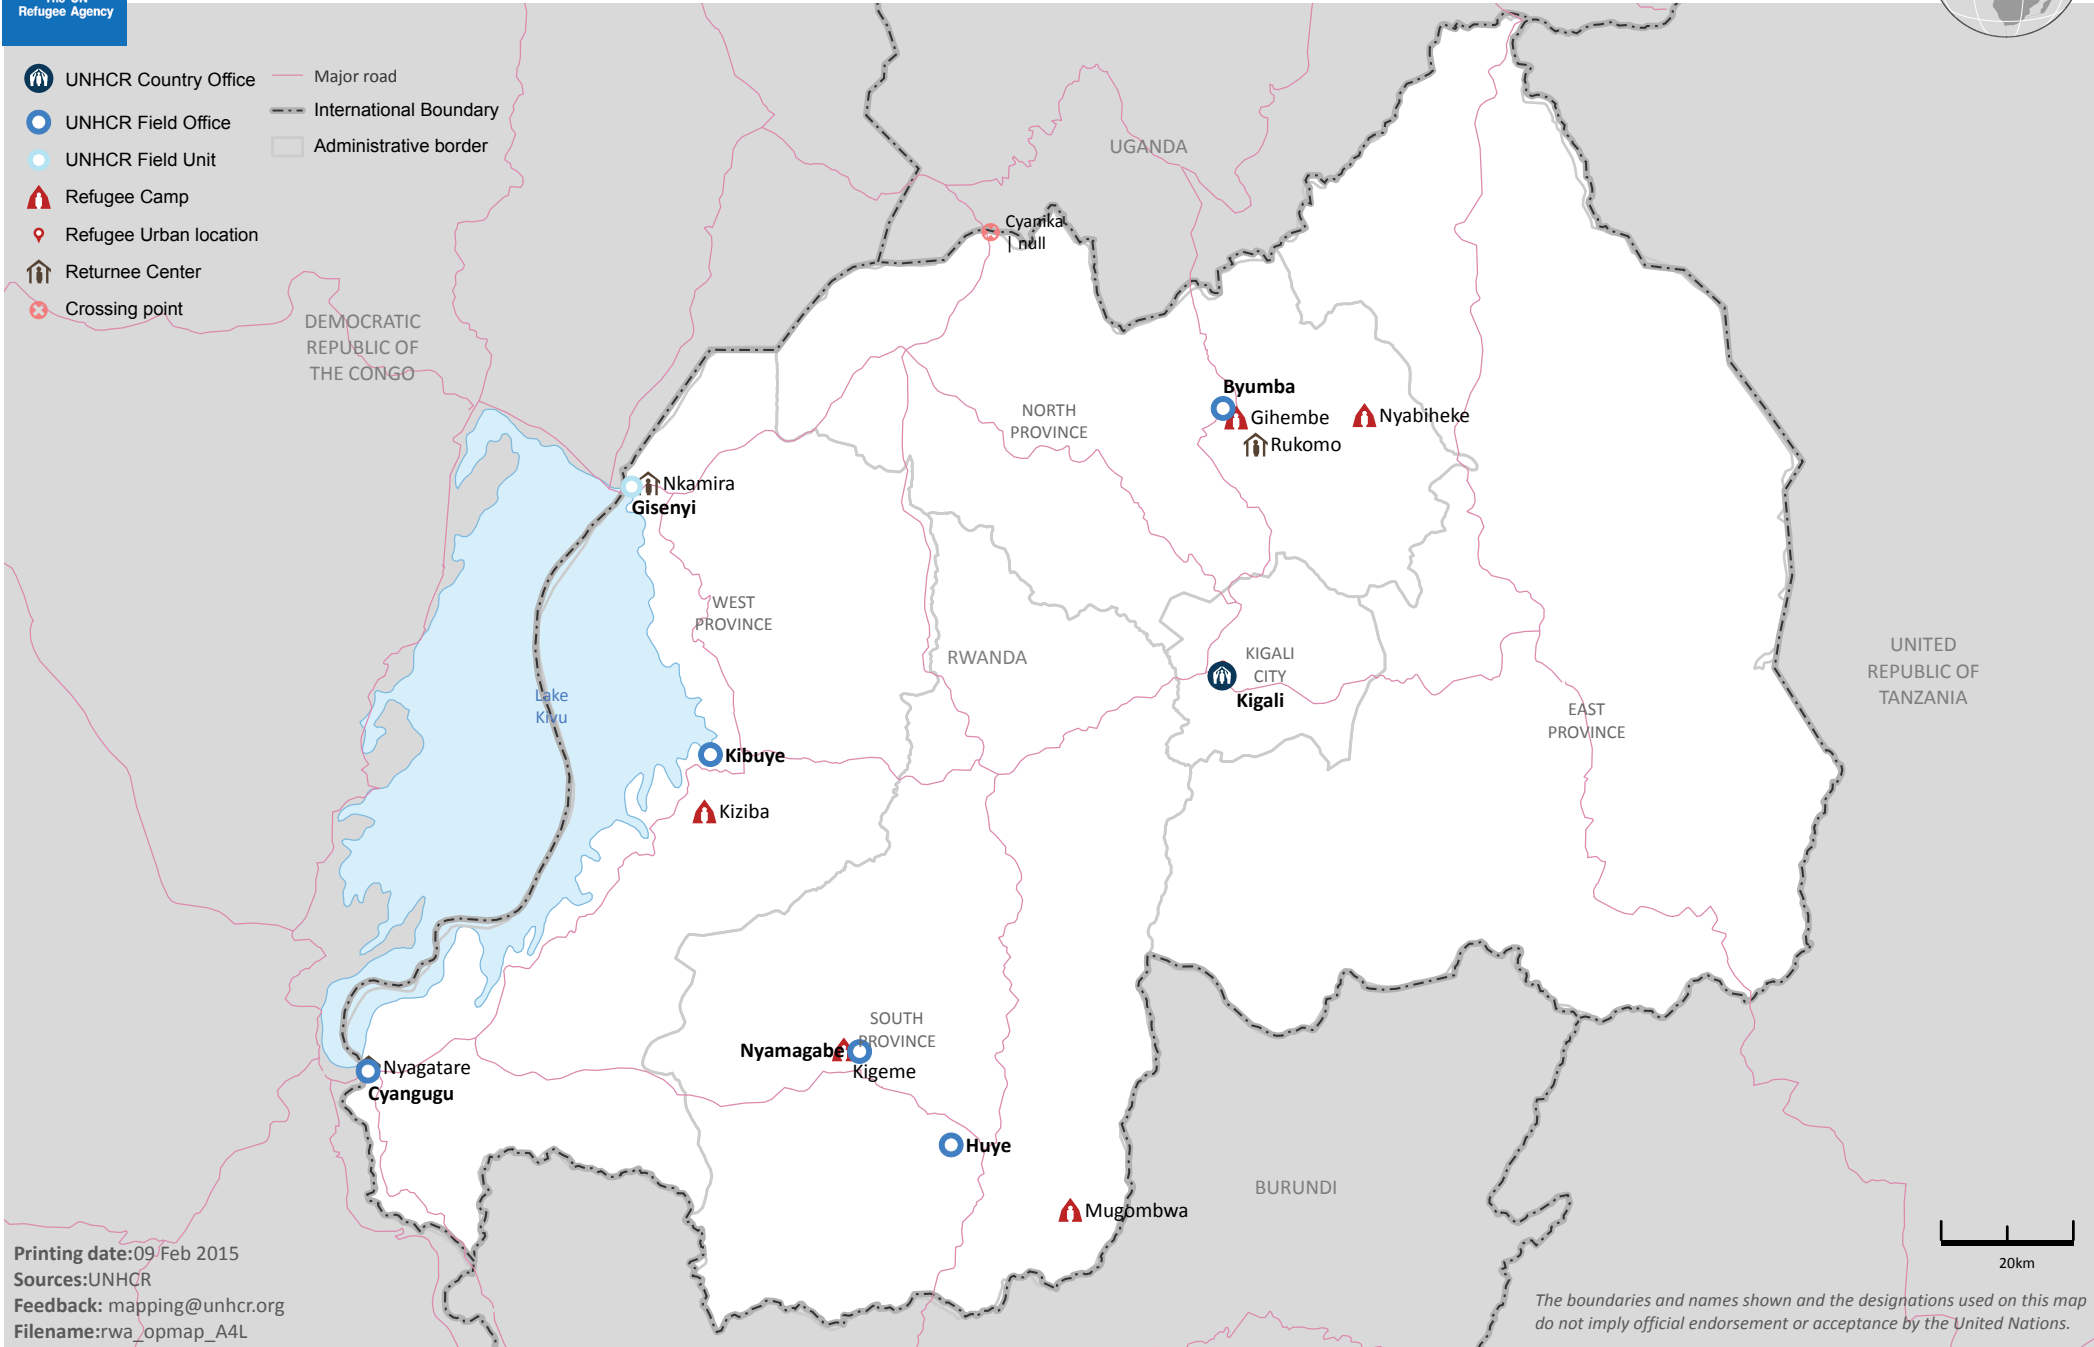 The UN
Refugee Agency
UNHCR Country Office
UNHCR Field Office
UNHCR Field Unit
Refugee Camp
Refugee Urban location
Returnee Center
Crossing point
Major road
International Boundary
Administrative border
UGANDA
Cyanika
| null
DEMOCRATIC
REPUBLIC OF
THE CONGO
Byumba
Gihembe
Nyabiheke
Rukomo
NORTH
PROVINCE
Nkamira
Gisenyi
WEST
PROVINCE
RWANDA
KIGALI
CITY
Kigali
UNITED
REPUBLIC OF
TANZANIA
EAST
PROVINCE
Lake
Kivu
Kibuye
Kiziba
SOUTH
PROVINCE
Nyamagabe
Kigeme
Nyagatare
Cyangugu
Huye
Mugombwa
BURUNDI
Printing date:09 Feb 2015
Sources:UNHCR
Feedback: mapping@unhcr.org
Filename:rwa_opmap_A4L
20km
The boundaries and names shown and the designations used on this map
do not imply official endorsement or acceptance by the United Nations.